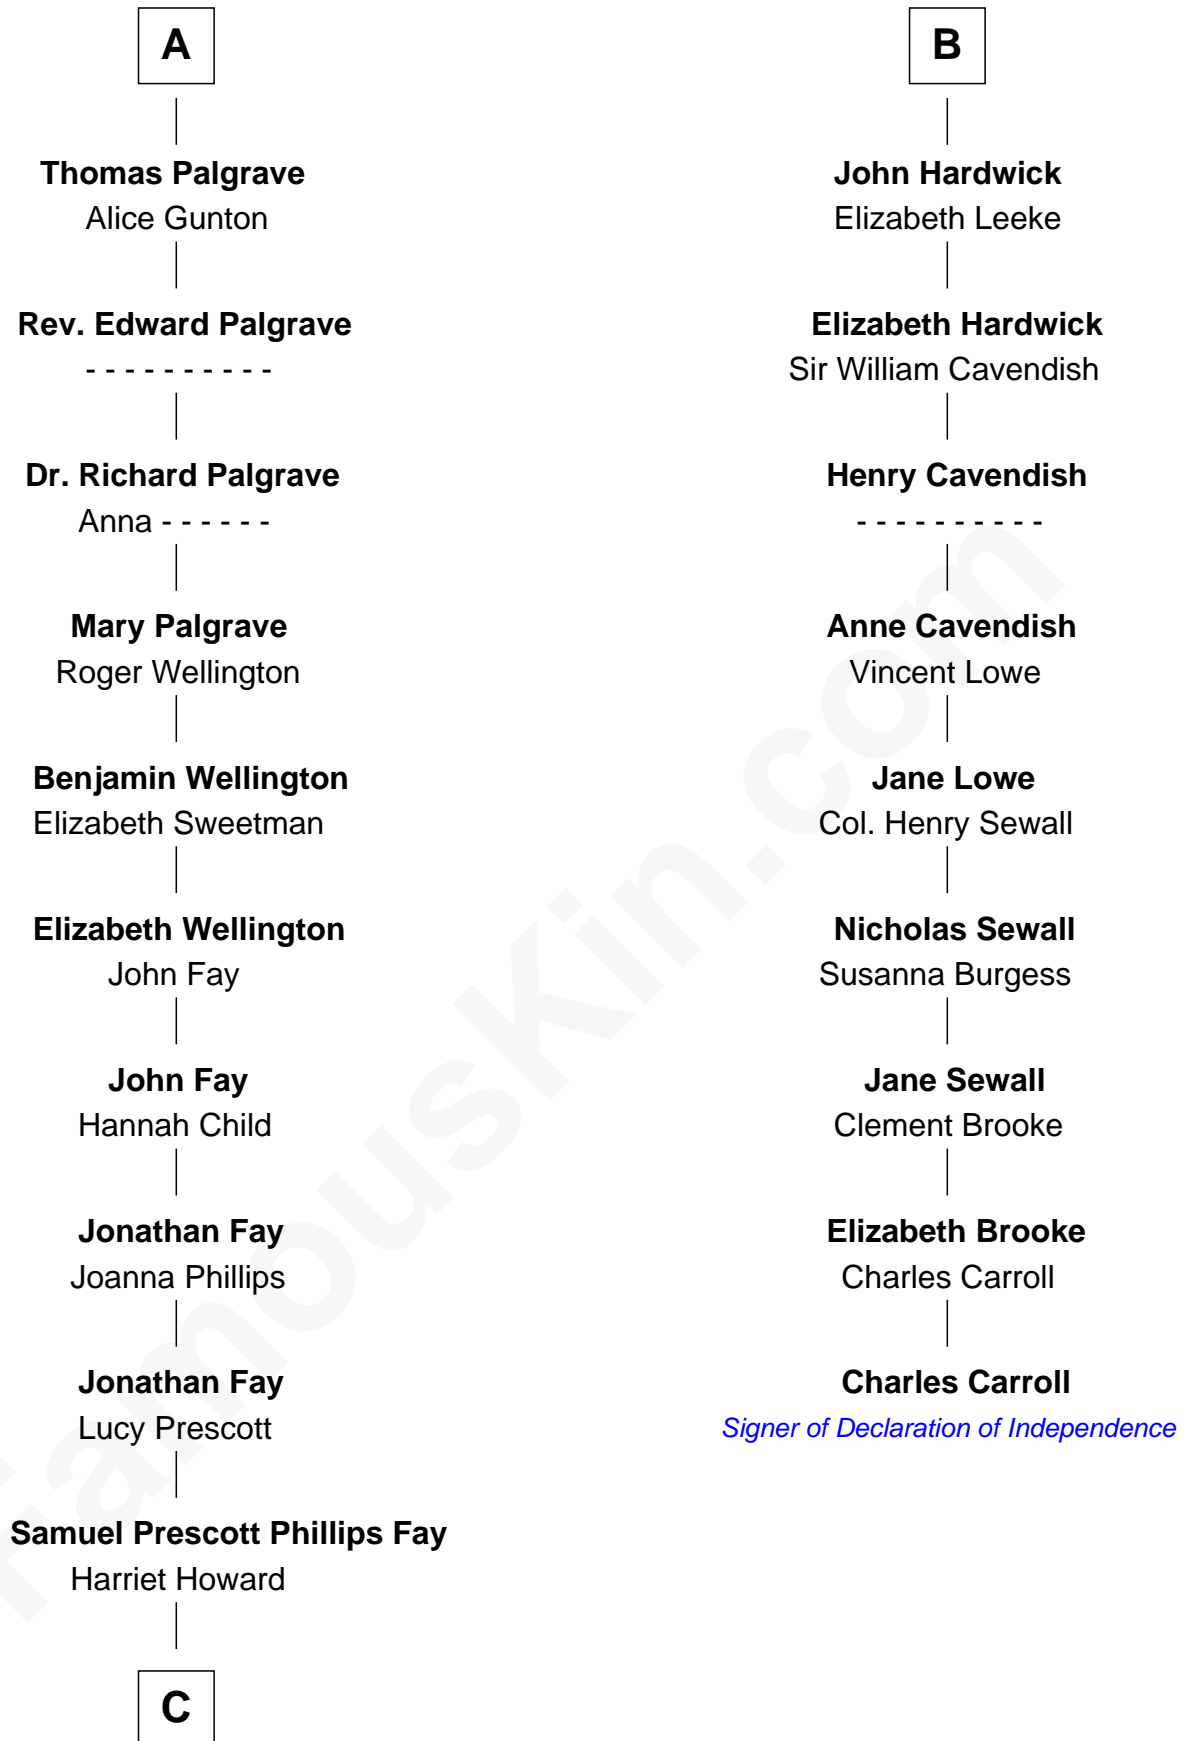 A
Thomas Palgrave
Alice Gunton
Rev. Edward Palgrave
- - - - - - - - - -
Dr. Richard Palgrave
Anna - - - - - -
Mary Palgrave
Roger Wellington
Benjamin Wellington
Elizabeth Sweetman
Elizabeth Wellington
John Fay
John Fay
Hannah Child
Jonathan Fay
Joanna Phillips
Jonathan Fay
Lucy Prescott
Samuel Prescott Phillips Fay
Harriet Howard
C
B
John Hardwick
Elizabeth Leeke
Elizabeth Hardwick
Sir William Cavendish
Henry Cavendish
- - - - - - - - - -
Anne Cavendish
Vincent Lowe
Jane Lowe
Col. Henry Sewall
Nicholas Sewall
Susanna Burgess
Jane Sewall
Clement Brooke
Elizabeth Brooke
Charles Carroll
Charles Carroll
Signer of Declaration of Independence
FamousKin.com